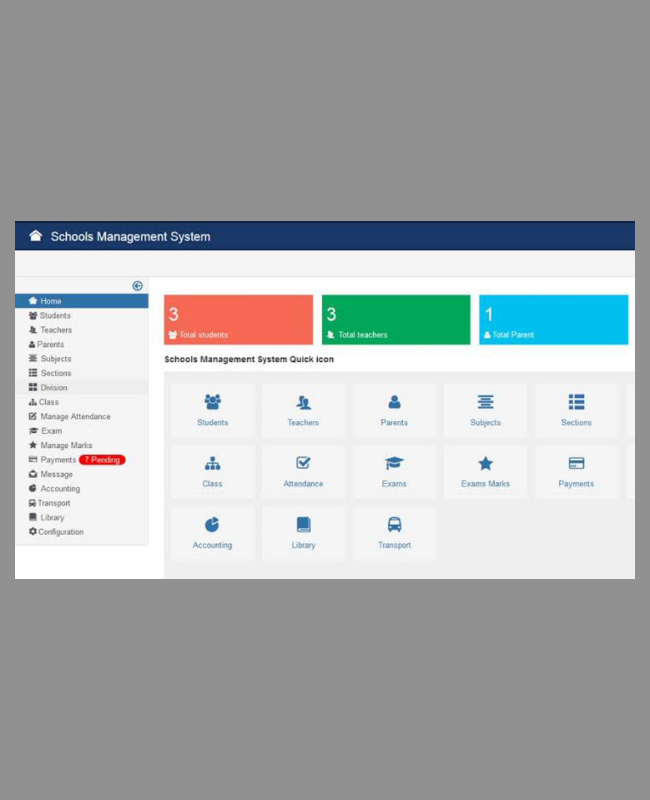 Schools Management System
Home
Students
Teachers
Parents
Subjects
Sections
Division
Class
Manage Attendance
Exam
Manage Marks
Payments 7 Pending
Message
Accounting
Transport
Library
Configuration
3
Total students
3
Total teachers
1
Total Parent
Schools Management System Quick icon
Students
Teachers
Parents
Subjects
Sections
Class
Attendance
Exams
Exams Marks
Payments
Accounting
Library
Transport